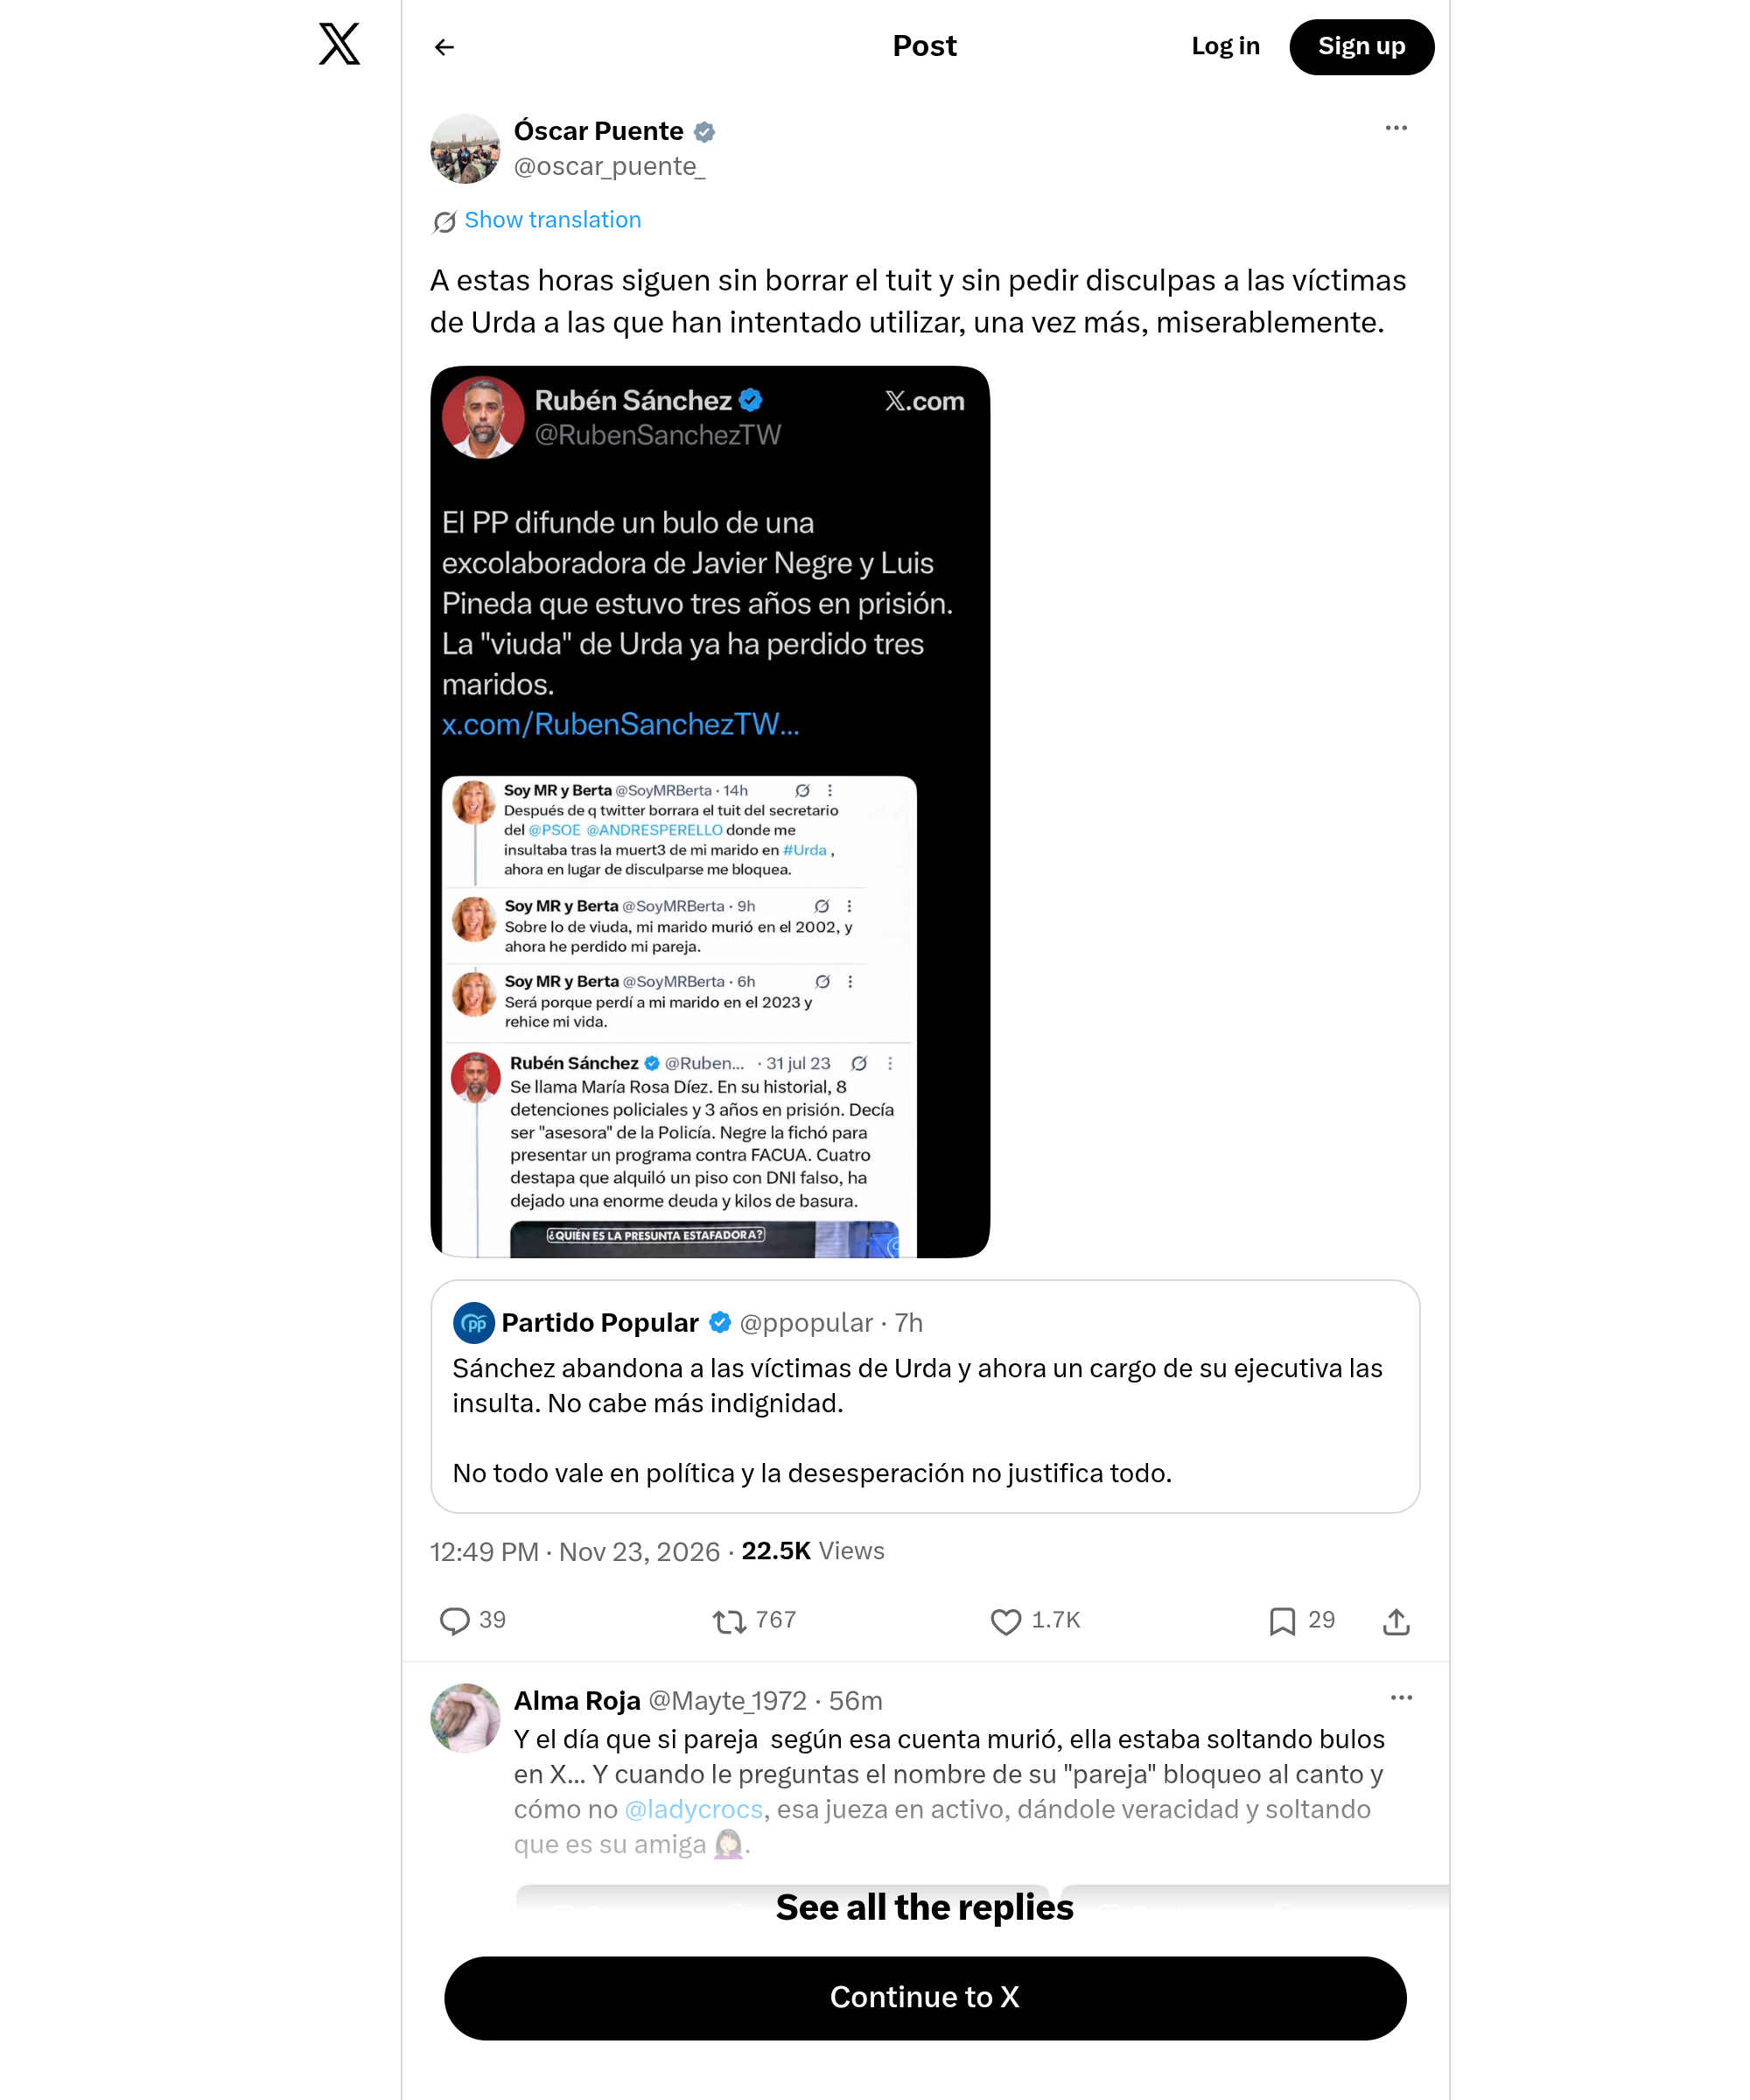 Post
Log in
Sign up
Óscar Puente
@oscar_puente_
Show translation
A estas horas siguen sin borrar el tuit y sin pedir disculpas a las víctimas
de Urda a las que han intentado utilizar, una vez más, miserablemente.
Rubén Sánchez
X.com
@RubenSanchezTW
El PP difunde un bulo de una
excolaboradora de Javier Negre y Luis
Pineda que estuvo tres años en prisión.
La "viuda" de Urda ya ha perdido tres
maridos.
x.com/RubenSanchezTW...
Soy MR y Berta @SoyMRBerta · 14h
Después de q twitter borrara el tuit del secretario
del @PSOE @ANDRESPERELLO donde me
insultaba tras la muert3 de mi marido en #Urda ,
ahora en lugar de disculparse me bloquea.
Soy MR y Berta @SoyMRBerta · 9h
Sobre lo de viuda, mi marido murió en el 2002, y
ahora he perdido mi pareja.
Soy MR y Berta @SoyMRBerta · 6h
Será porque perdí a mi marido en el 2023 y
rehice mi vida.
Rubén Sánchez @Ruben... · 31 jul 23
Se llama María Rosa Díez. En su historial, 8
detenciones policiales y 3 años en prisión. Decía
ser "asesora" de la Policía. Negre la fichó para
presentar un programa contra FACUA. Cuatro
destapa que alquiló un piso con DNI falso, ha
dejado una enorme deuda y kilos de basura.
¿QUIÉN ES LA PRESUNTA ESTAFADORA?
pp
Partido Popular @ppopular · 7h
Sánchez abandona a las víctimas de Urda y ahora un cargo de su ejecutiva las
insulta. No cabe más indignidad.
No todo vale en política y la desesperación no justifica todo.
12:49 PM · Nov 23, 2026 · 22.5K Views
39
767
1.7K
29
Alma Roja @Mayte_1972 · 56m
Y el día que si pareja según esa cuenta murió, ella estaba soltando bulos
en X... Y cuando le preguntas el nombre de su "pareja" bloqueo al canto y
cómo no @ladycrocs, esa jueza en activo, dándole veracidad y soltando
que es su amiga 🤦🏻‍♀️.
See all the replies
Continue to X